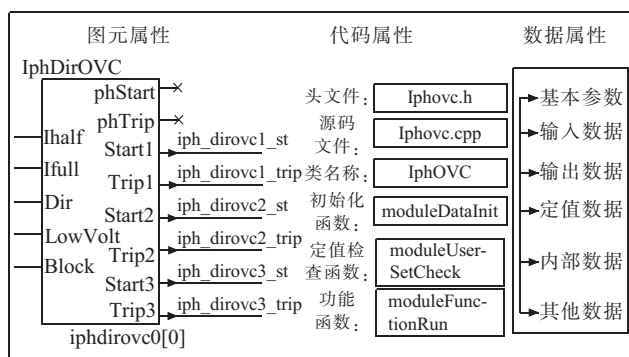 图元属性
代码属性
数据属性
IphDirOVC
phStart
phTrip
Ihalf
Ifull
Dir
LowVolt
Block
Start1
Trip1
Start2
Trip2
Start3
Trip3
iph_dirovc1_st
iph_dirovc1_trip
iph_dirovc2_st
iph_dirovc2_trip
iph_dirovc3_st
iph_dirovc3_trip
iphdirovc0[0]
头文件：
Iphovc.h
源码
文件：
Iphovc.cpp
类名称：
IphOVC
初始化
函数：
moduleDataInit
定值检
查函数：
moduleUser-
SetCheck
功能
函数：
moduleFunc-
tionRun
基本参数
输入数据
输出数据
定值数据
内部数据
其他数据